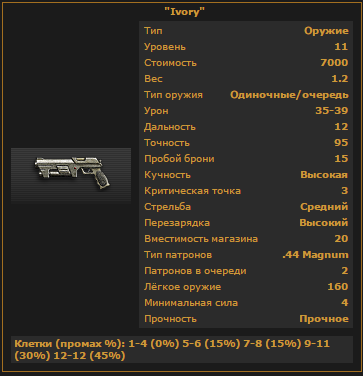 "Ivory"
Тип Оружие
Уровень 11
Стоимость 7000
Вес 1.2
Тип оружия Одиночные/очередь
Урон 35-39
Дальность 12
Точность 95
Пробой брони 15
Кучность Высокая
Критическая точка 3
Стрельба Средний
Перезарядка Высокий
Вместимость магазина 20
Тип патронов .44 Magnum
Патронов в очереди 2
Лёгкое оружие 160
Минимальная сила 4
Прочность Прочное
Клетки (промах %): 1-4 (0%) 5-6 (15%) 7-8 (15%) 9-11
(30%) 12-12 (45%)